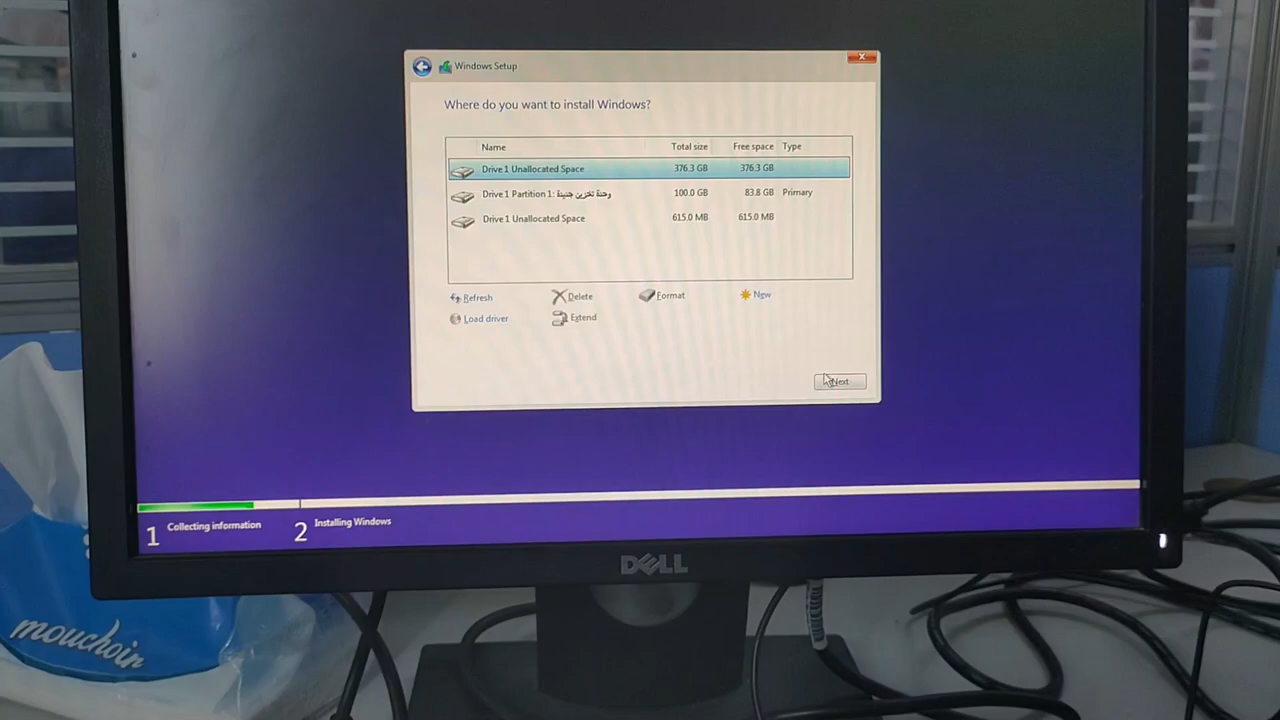 Windows Setup
Where do you want to install Windows?
Name Total size Free space Type
Drive 1 Unallocated Space 376.3 GB 376.3 GB
Drive 1 Partition 1: وحدة تخزين جديدة 100.0 GB 83.8 GB Primary
Drive 1 Unallocated Space 615.0 MB 615.0 MB
Refresh Delete Format New
Load driver Extend
Next
1 Collecting information 2 Installing Windows
DELL
mouchoir